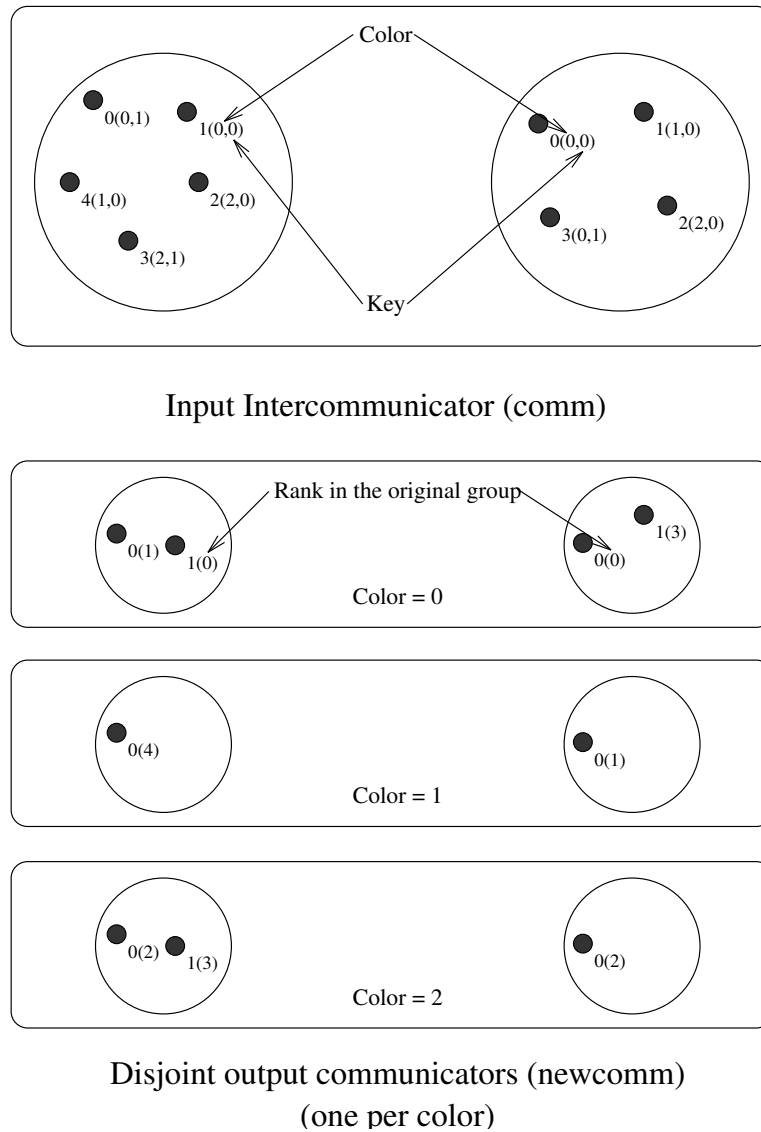 Color
0(0,1)
1(0,0)
0(0,0)
1(1,0)
4(1,0)
2(2,0)
3(2,1)
3(0,1)
2(2,0)
Key
Input Intercommunicator (comm)
Rank in the original group
0(1)
1(0)
0(0)
1(3)
Color = 0
0(4)
0(1)
Color = 1
0(2)
1(3)
0(2)
Color = 2
Disjoint output communicators (newcomm)
(one per color)